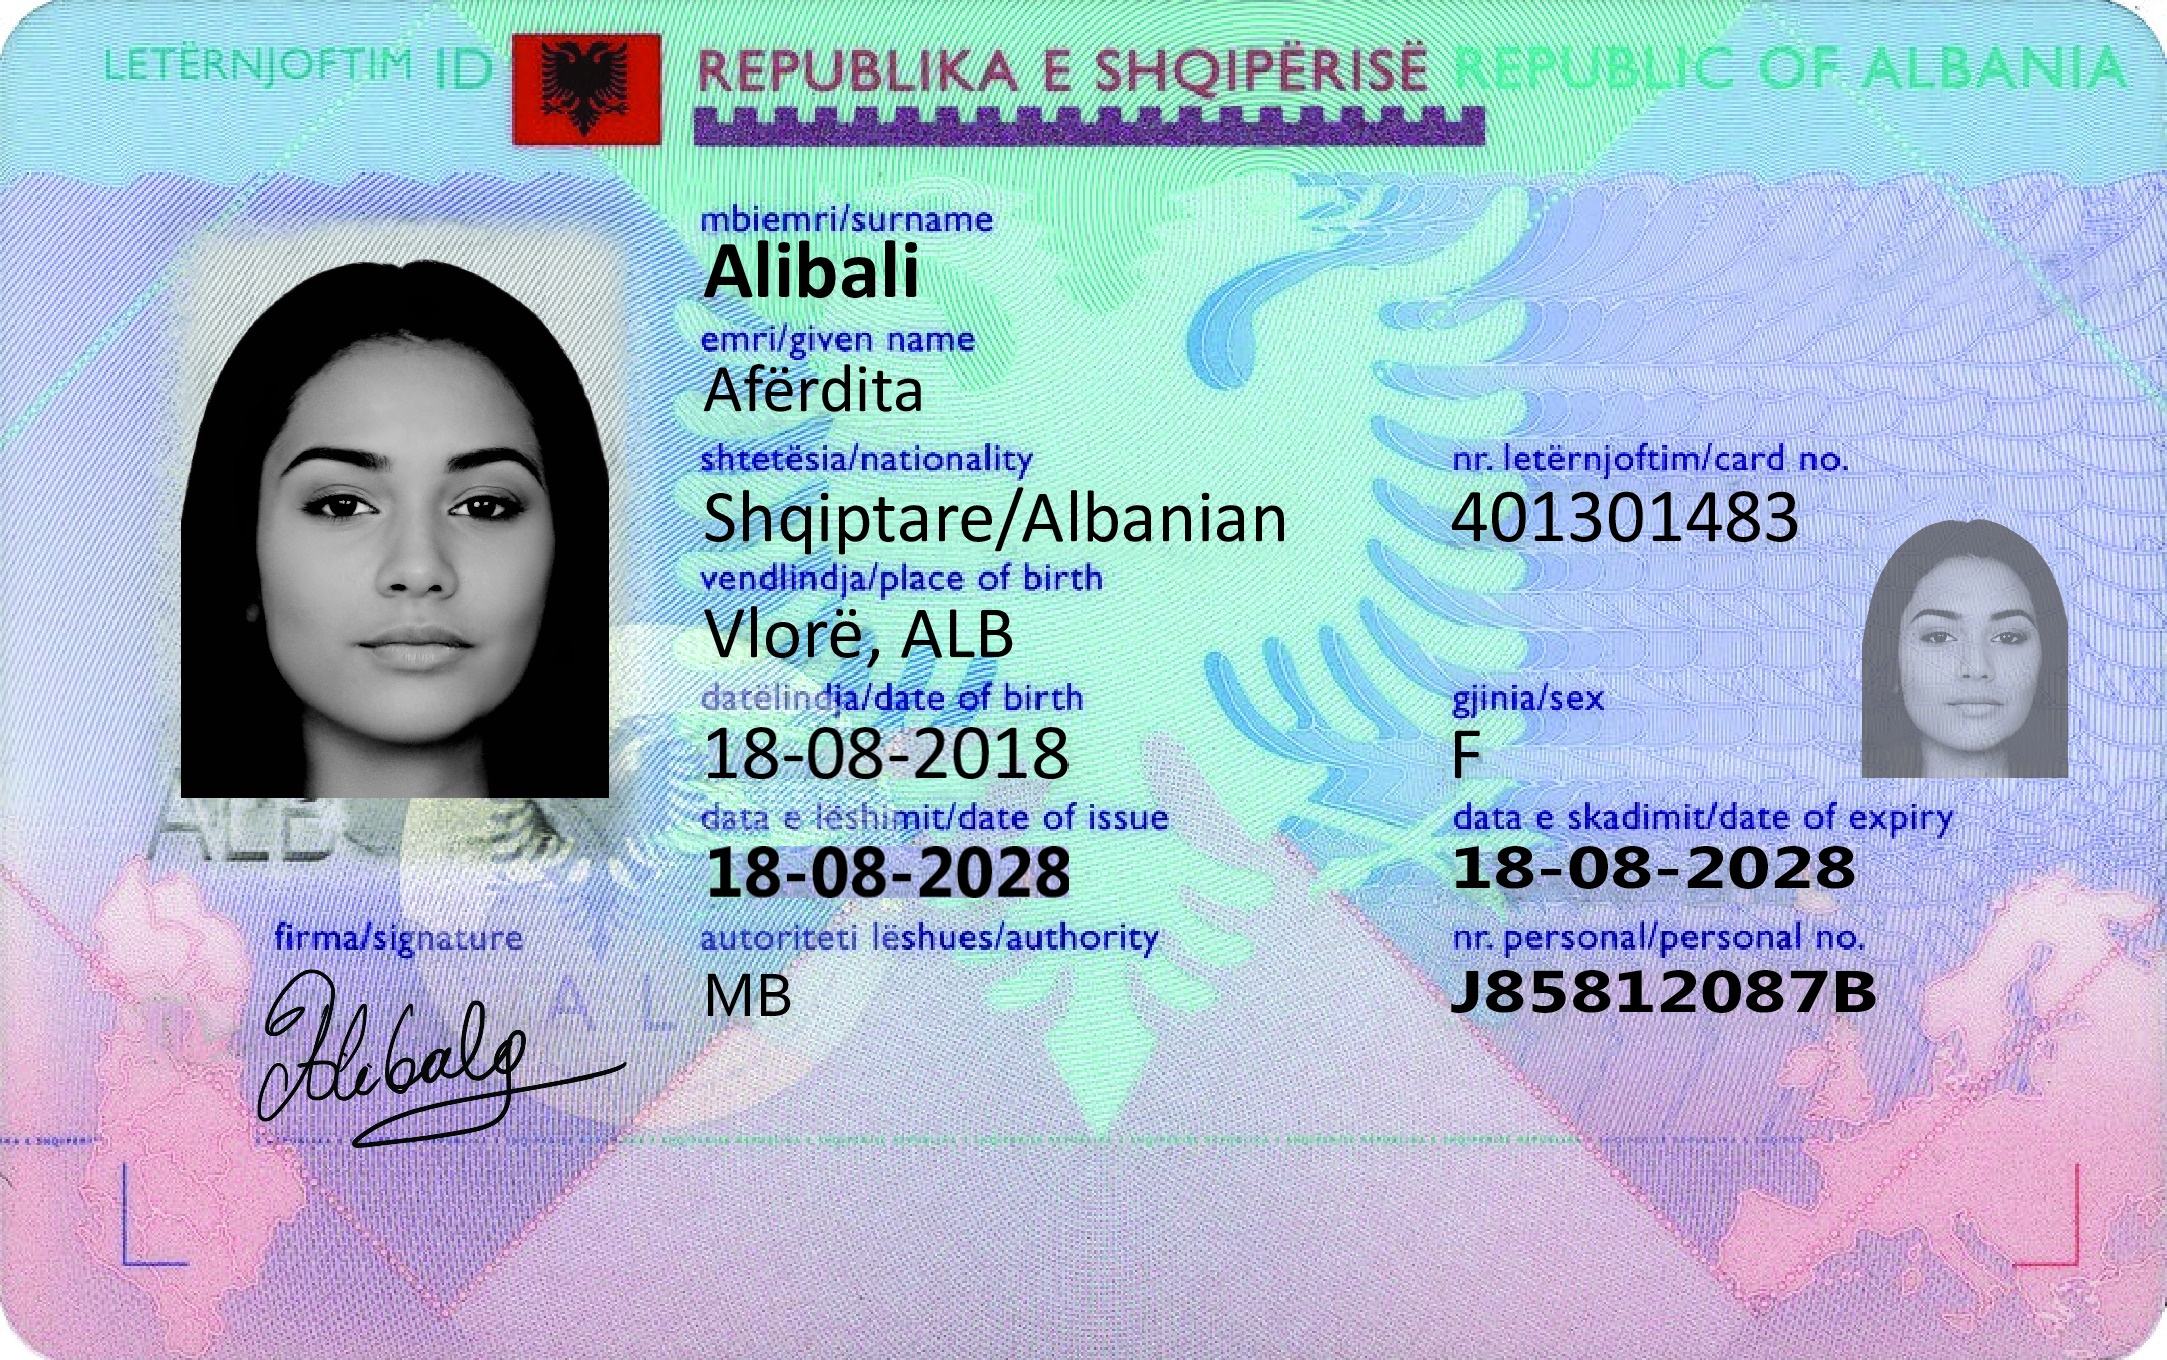 LETËRNJOFTIM ID REPUBLIKA E SHQIPËRISË REPUBLIC OF ALBANIA
mbiemri/surname
Alibali
emri/given name
Afërdita
shtetësia/nationality nr. letërnjoftim/card no.
Shqiptare/Albanian 401301483
vendlindja/place of birth
Vlorë, ALB
datëlindja/date of birth gjinia/sex
18-08-2018 F
data e lëshimit/date of issue data e skadimit/date of expiry
18-08-2028 18-08-2028
ALB
firma/signature autoriteti lëshues/authority nr. personal/personal no.
MB J85812087B
A L